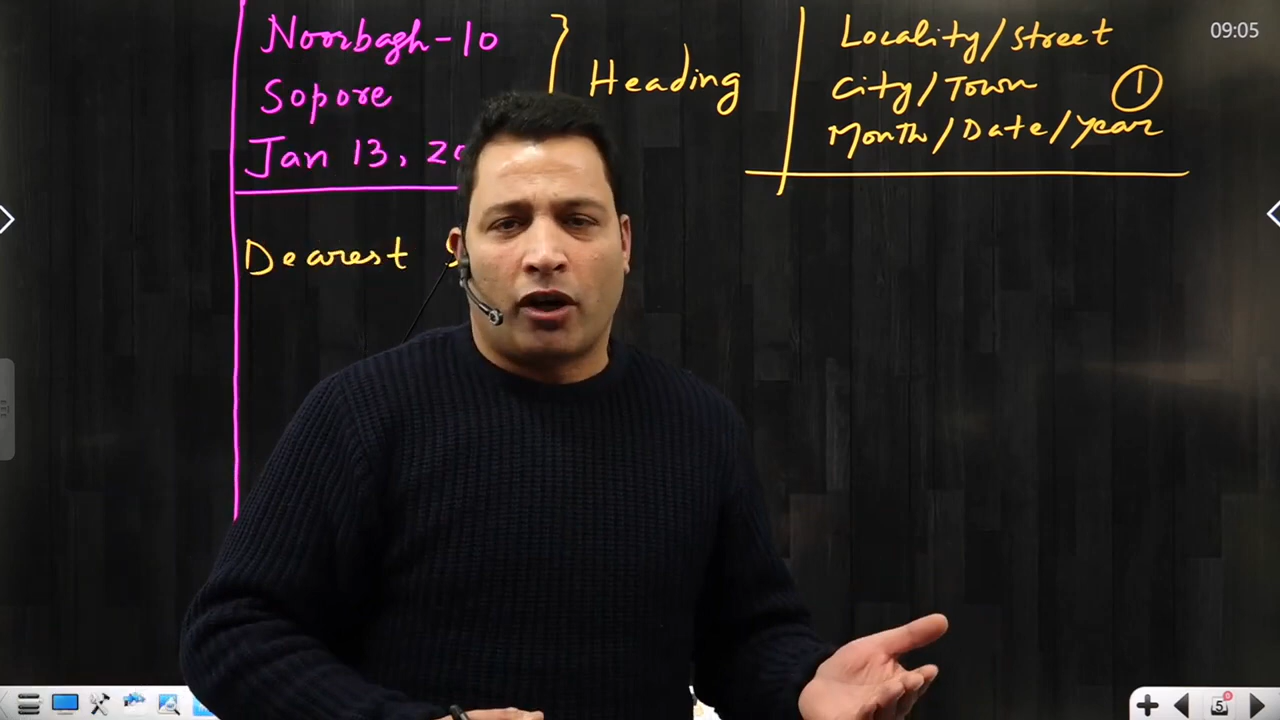 Noorbagh-10
Sopore
Jan 13, 20
Heading
Locality/street
City/Town
Month/Date/year
1
09:05
Dearest
5